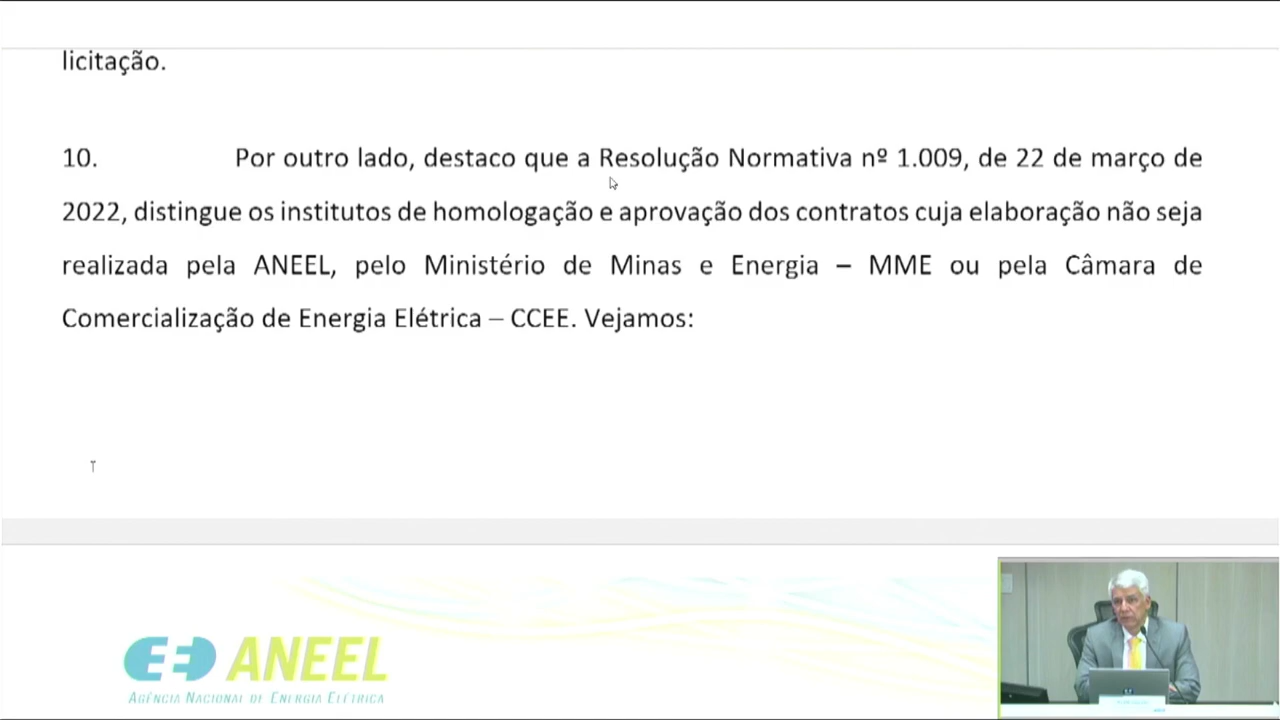 licitação.
10. Por outro lado, destaco que a Resolução Normativa nº 1.009, de 22 de março de
2022, distingue os institutos de homologação e aprovação dos contratos cuja elaboração não seja
realizada pela ANEEL, pelo Ministério de Minas e Energia – MME ou pela Câmara de
Comercialização de Energia Elétrica – CCEE. Vejamos:
ANEEL
AGÊNCIA NACIONAL DE ENERGIA ELÉTRICA